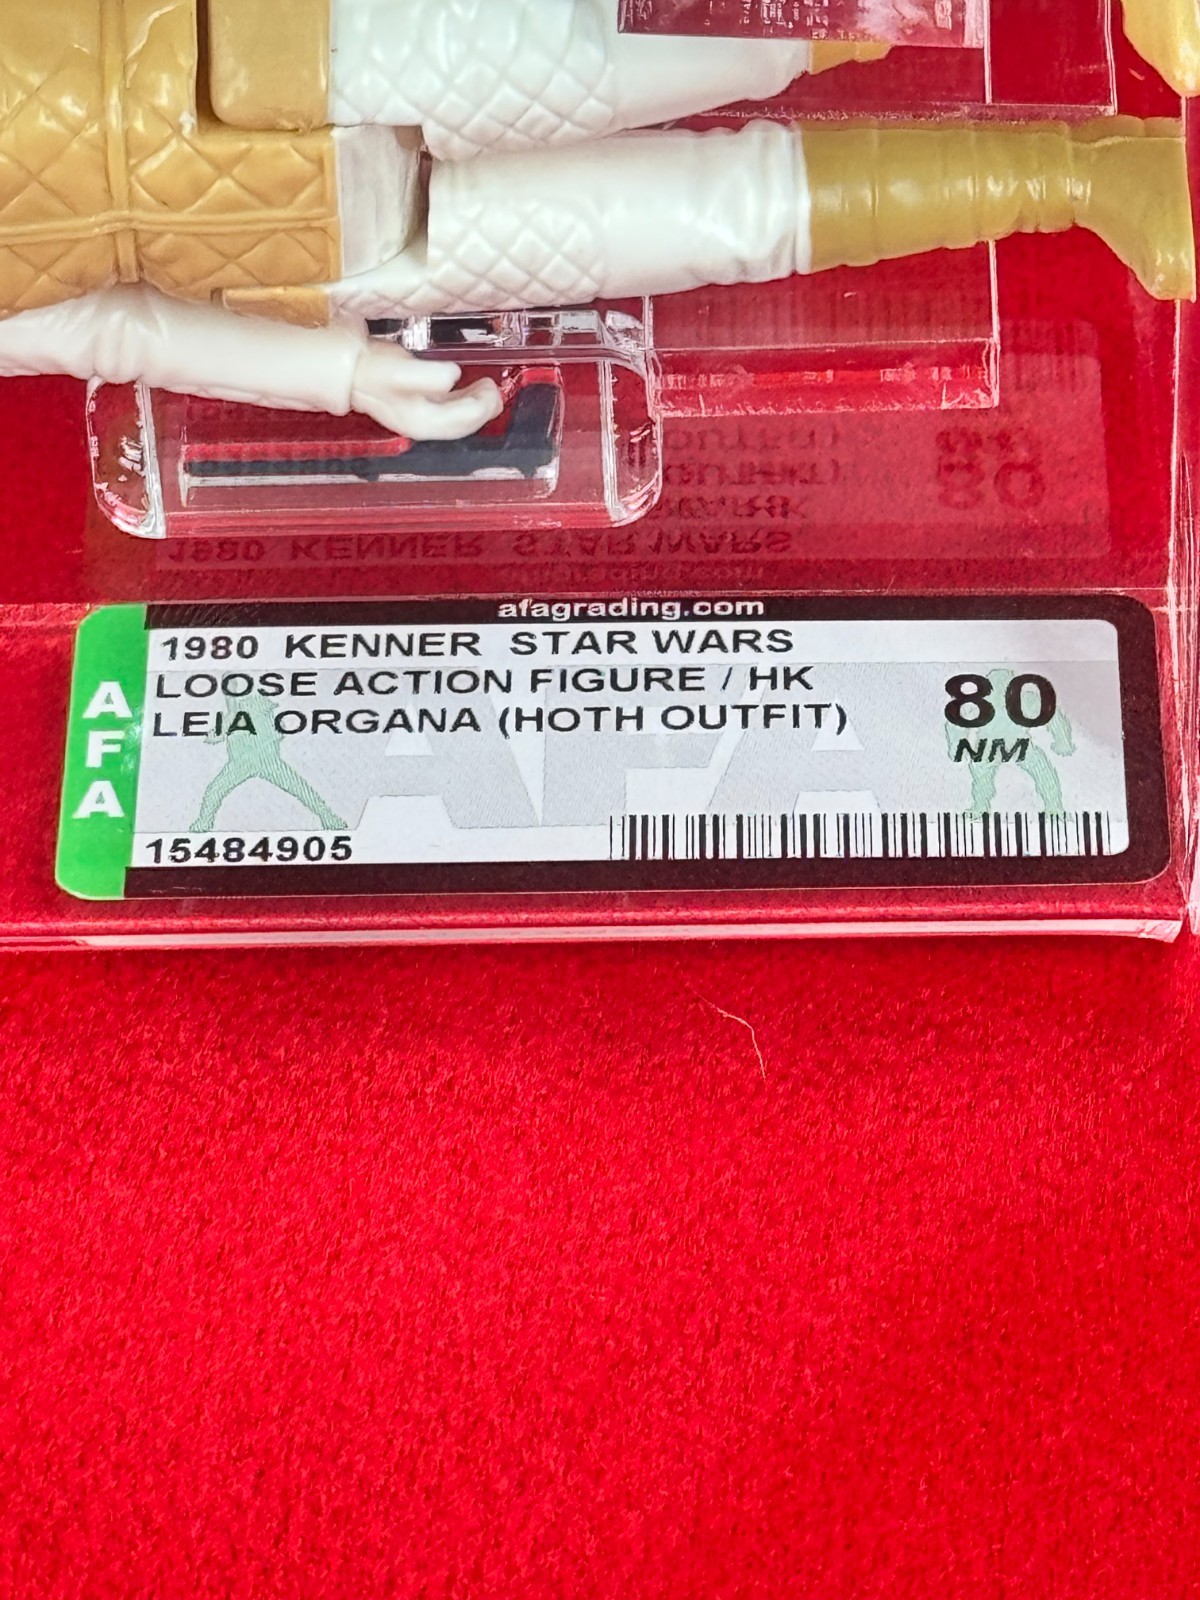 afagrading.com
1980 KENNER STAR WARS
LOOSE ACTION FIGURE / HK
LEIA ORGANA (HOTH OUTFIT)
80
NM
AFA
15484905